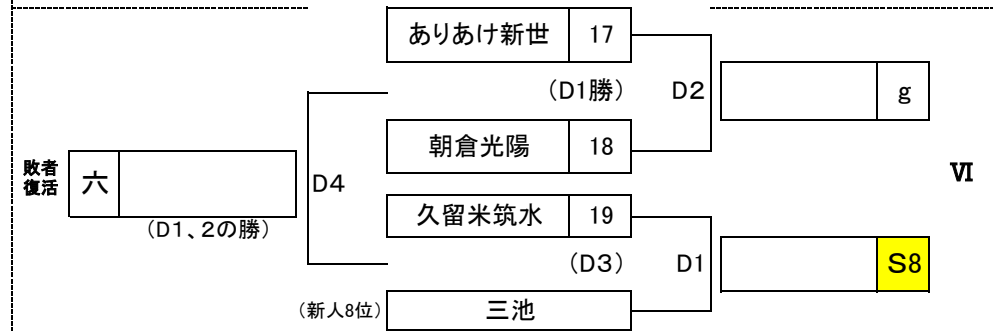 ありあけ新世 17
(D1勝) D2
g
朝倉光陽 18
敗者
復活
六
D4
Ⅵ
久留米筑水 19
(D1、2の勝)
(D3) D1
S8
(新人8位) 三池